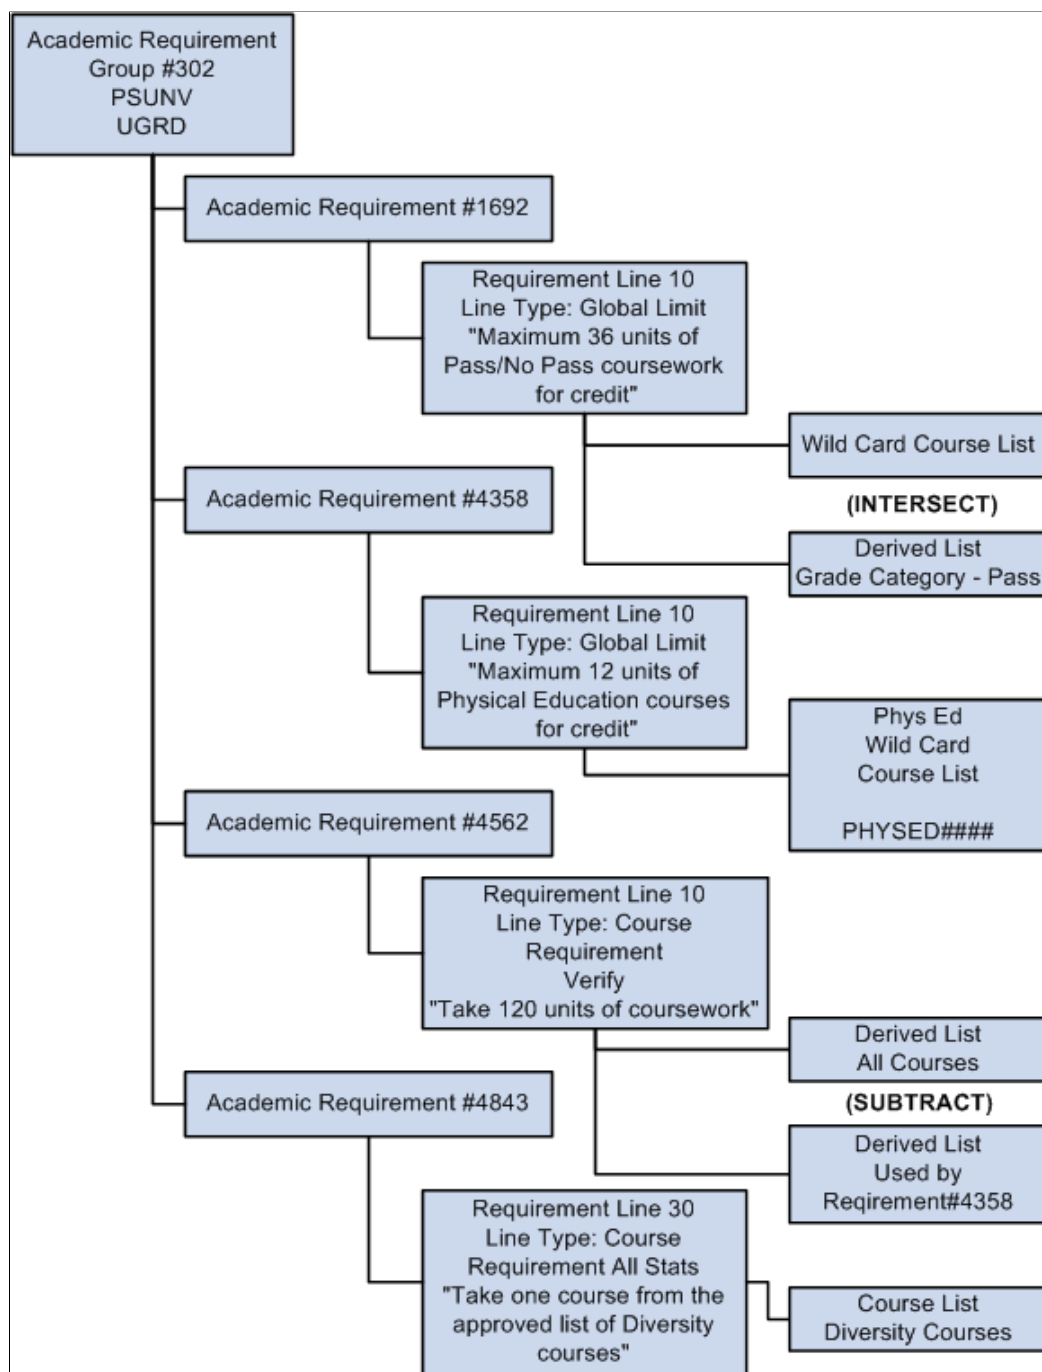 Academic Requirement
Group #302
PSUNV
UGRD
Academic Requirement #1692
Requirement Line 10
Line Type: Global Limit
"Maximum 36 units of
Pass/No Pass coursework
for credit"
Wild Card Course List
(INTERSECT)
Derived List
Grade Category - Pass
Academic Requirement #4358
Requirement Line 10
Line Type: Global Limit
"Maximum 12 units of
Physical Education courses
for credit"
Phys Ed
Wild Card
Course List
PHYSED####
Academic Requirement #4562
Requirement Line 10
Line Type: Course
Requirement
Verify
"Take 120 units of coursework"
Derived List
All Courses
(SUBTRACT)
Derived List
Used by
Reqirement#4358
Academic Requirement #4843
Requirement Line 30
Line Type: Course
Requirement All Stats
"Take one course from the
approved list of Diversity
courses"
Course List
Diversity Courses